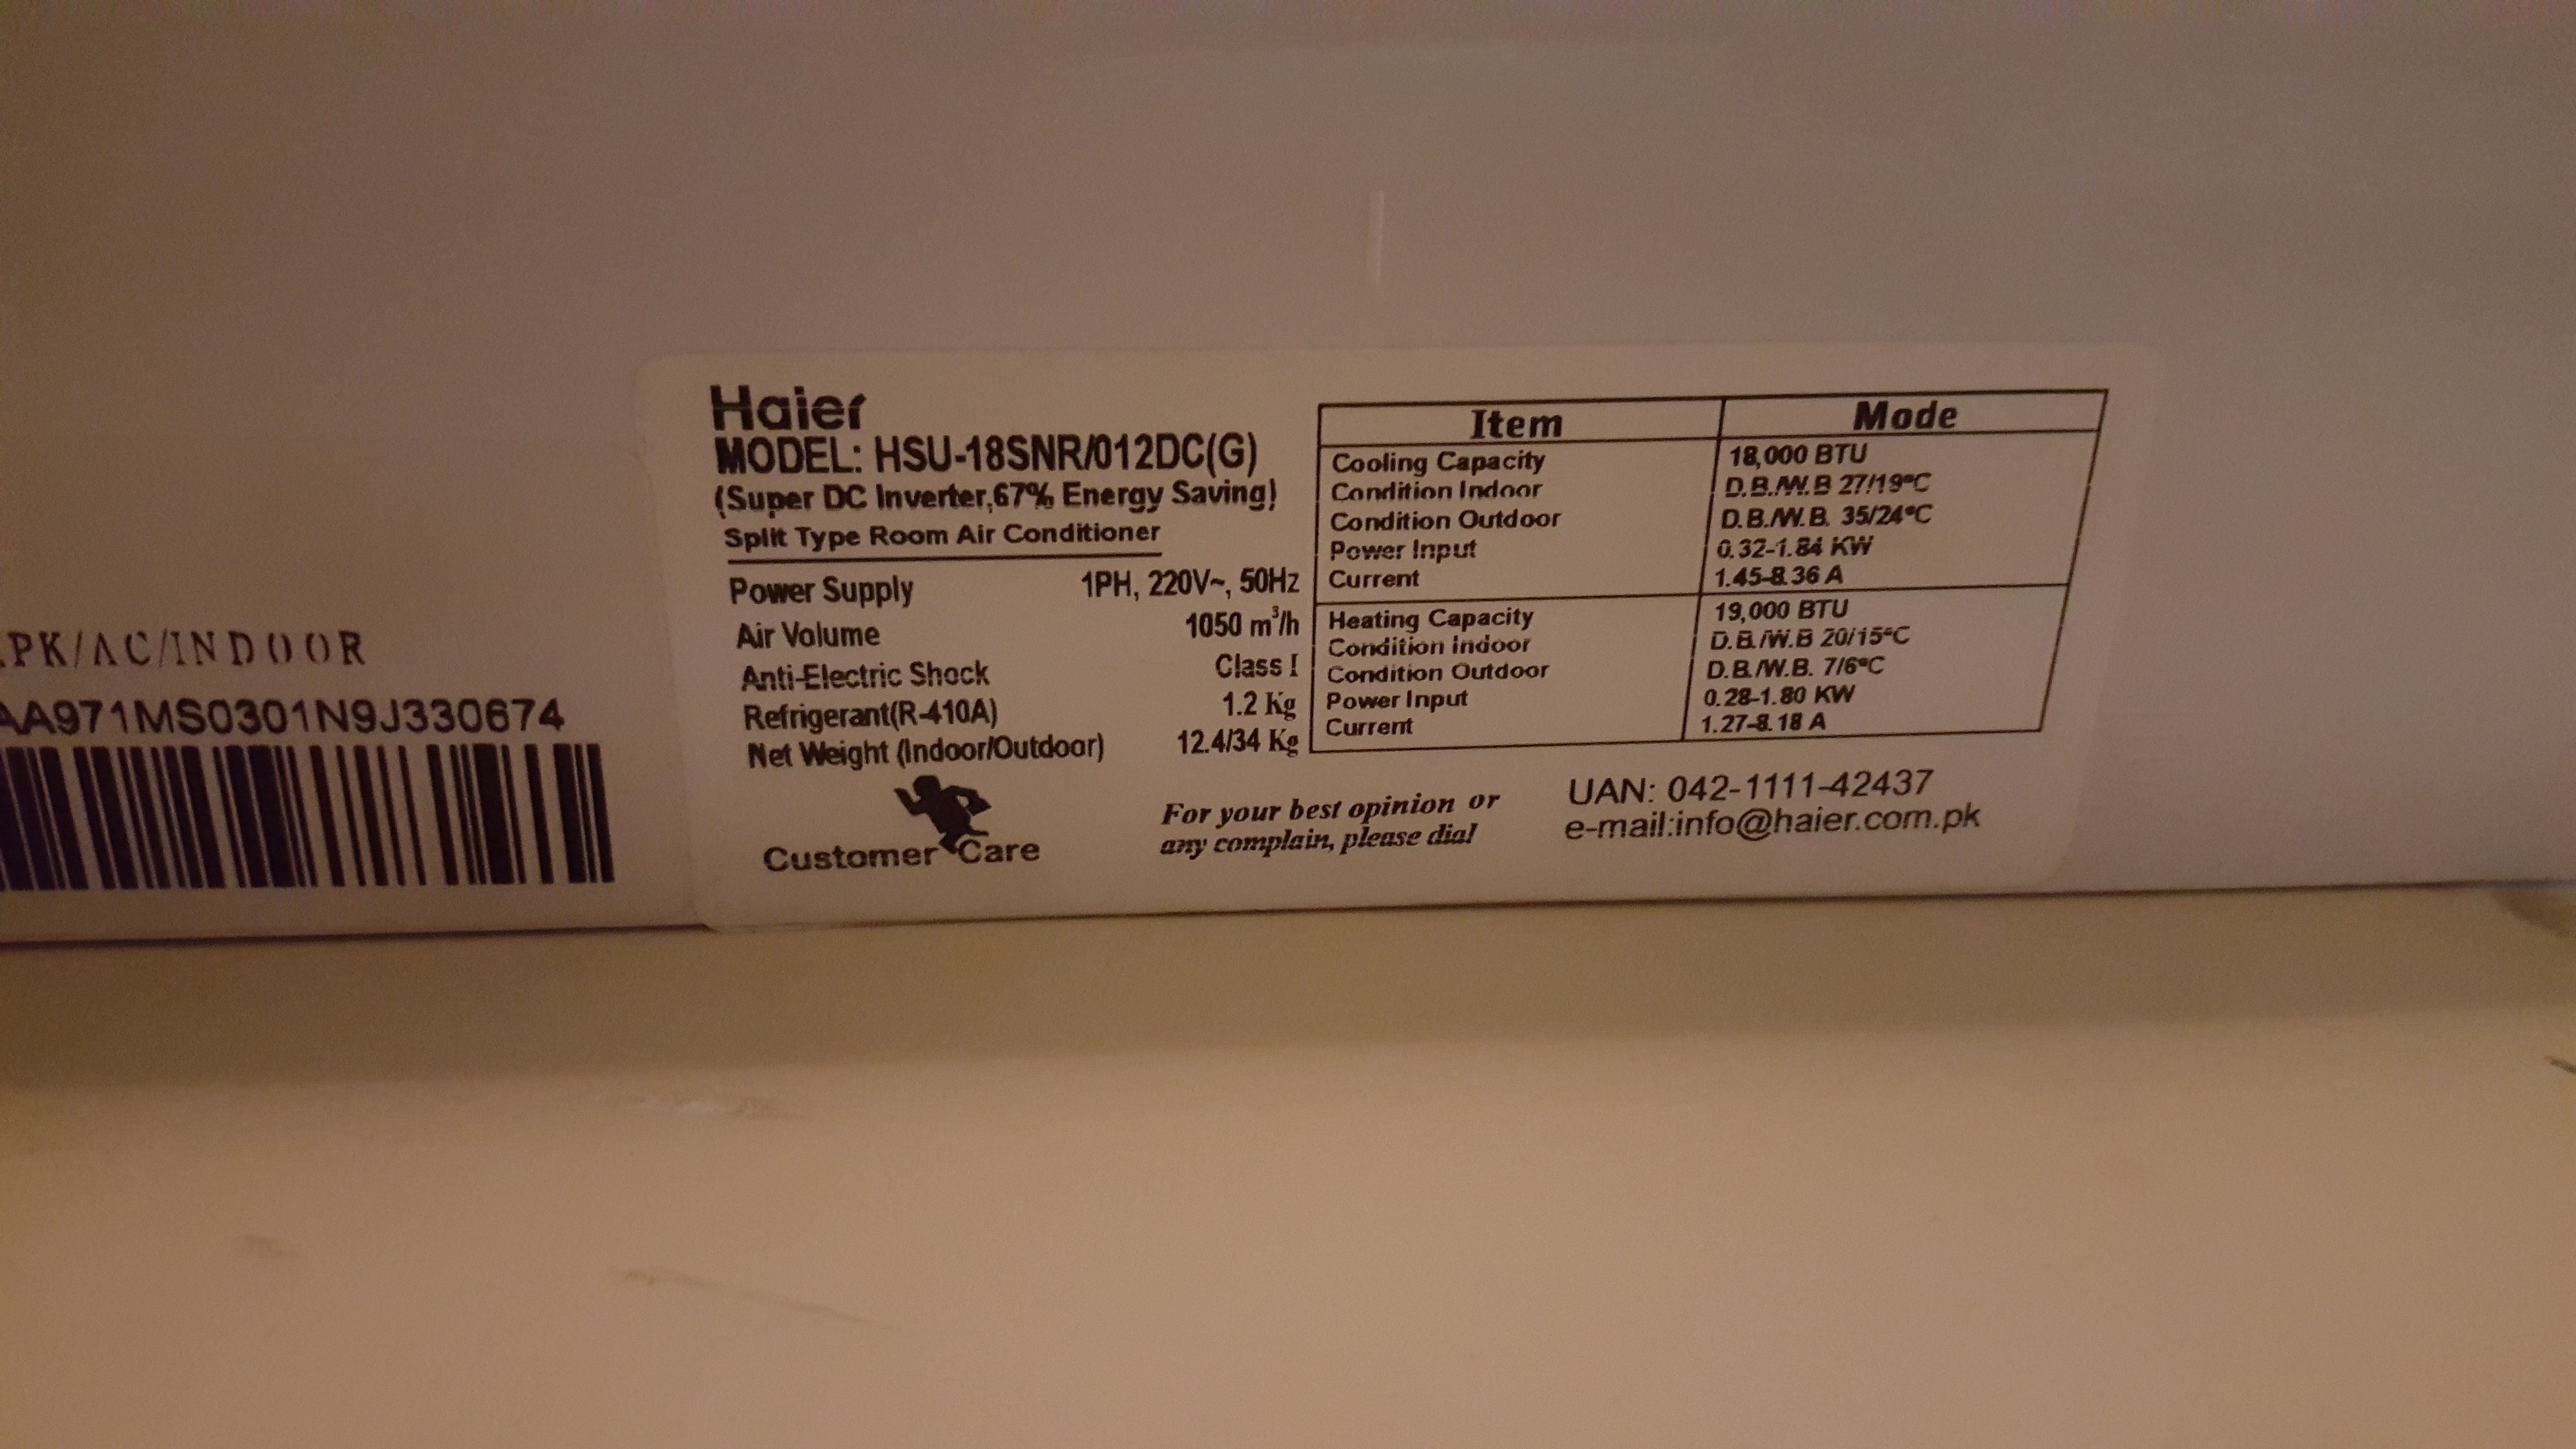 .PK/AC/INDOOR
AA971MS0301N9J330674
Haier
MODEL: HSU-18SNR/012DC(G)
(Super DC Inverter,67% Energy Saving)
Split Type Room Air Conditioner
Power Supply 1PH, 220V~, 50Hz
Air Volume 1050 m³/h
Anti-Electric Shock Class I
Refrigerant(R-410A) 1.2 Kg
Net Weight (Indoor/Outdoor) 12.4/34 Kg
Item Mode
Cooling Capacity 18,000 BTU
Condition Indoor D.B./W.B 27/19°C
Condition Outdoor D.B./W.B. 35/24°C
Power Input 0.32-1.84 KW
Current 1.45-8.36 A
Heating Capacity 19,000 BTU
Condition Indoor D.B./W.B 20/15°C
Condition Outdoor D.B./W.B. 7/6°C
Power Input 0.28-1.80 KW
Current 1.27-8.18 A
Customer Care
For your best opinion or
any complain, please dial
UAN: 042-1111-42437
e-mail:info@haier.com.pk